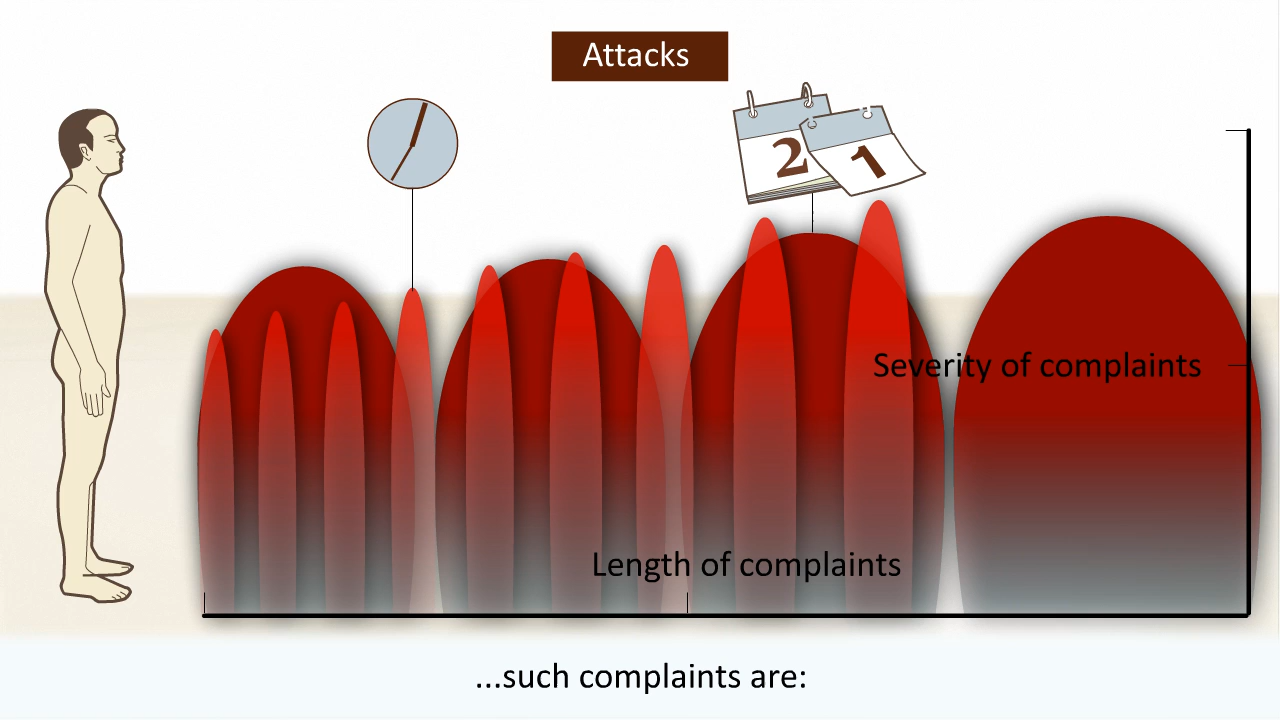 Attacks
2
1
Severity of complaints
Length of complaints
...such complaints are: